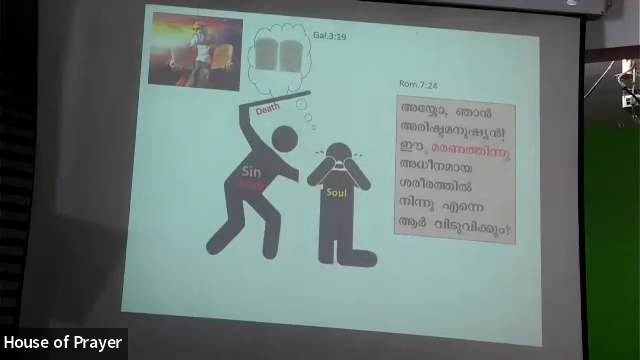 Gal.3:19
Rom.7:24
Death
Sin
Soul
അയ്യോ, ഞാൻ
അരിഷ്ടമനുഷ്യൻ!
ഈ, മരണത്തിന്നു
അധീനമായ
ശരീരത്തിൽ
നിന്നു എന്നെ
ആർ വിടുവിക്കും?
House of Prayer